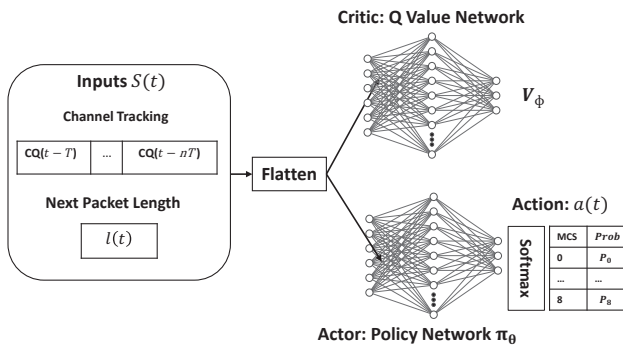 Critic: Q Value Network
Inputs S(t)
Channel Tracking
CQ(t − T) ... CQ(t − nT)
Next Packet Length
l(t)
Flatten
V_ϕ
Action: a(t)
Softmax
MCS Prob
0 P_0
... ...
8 P_8
Actor: Policy Network π_θ